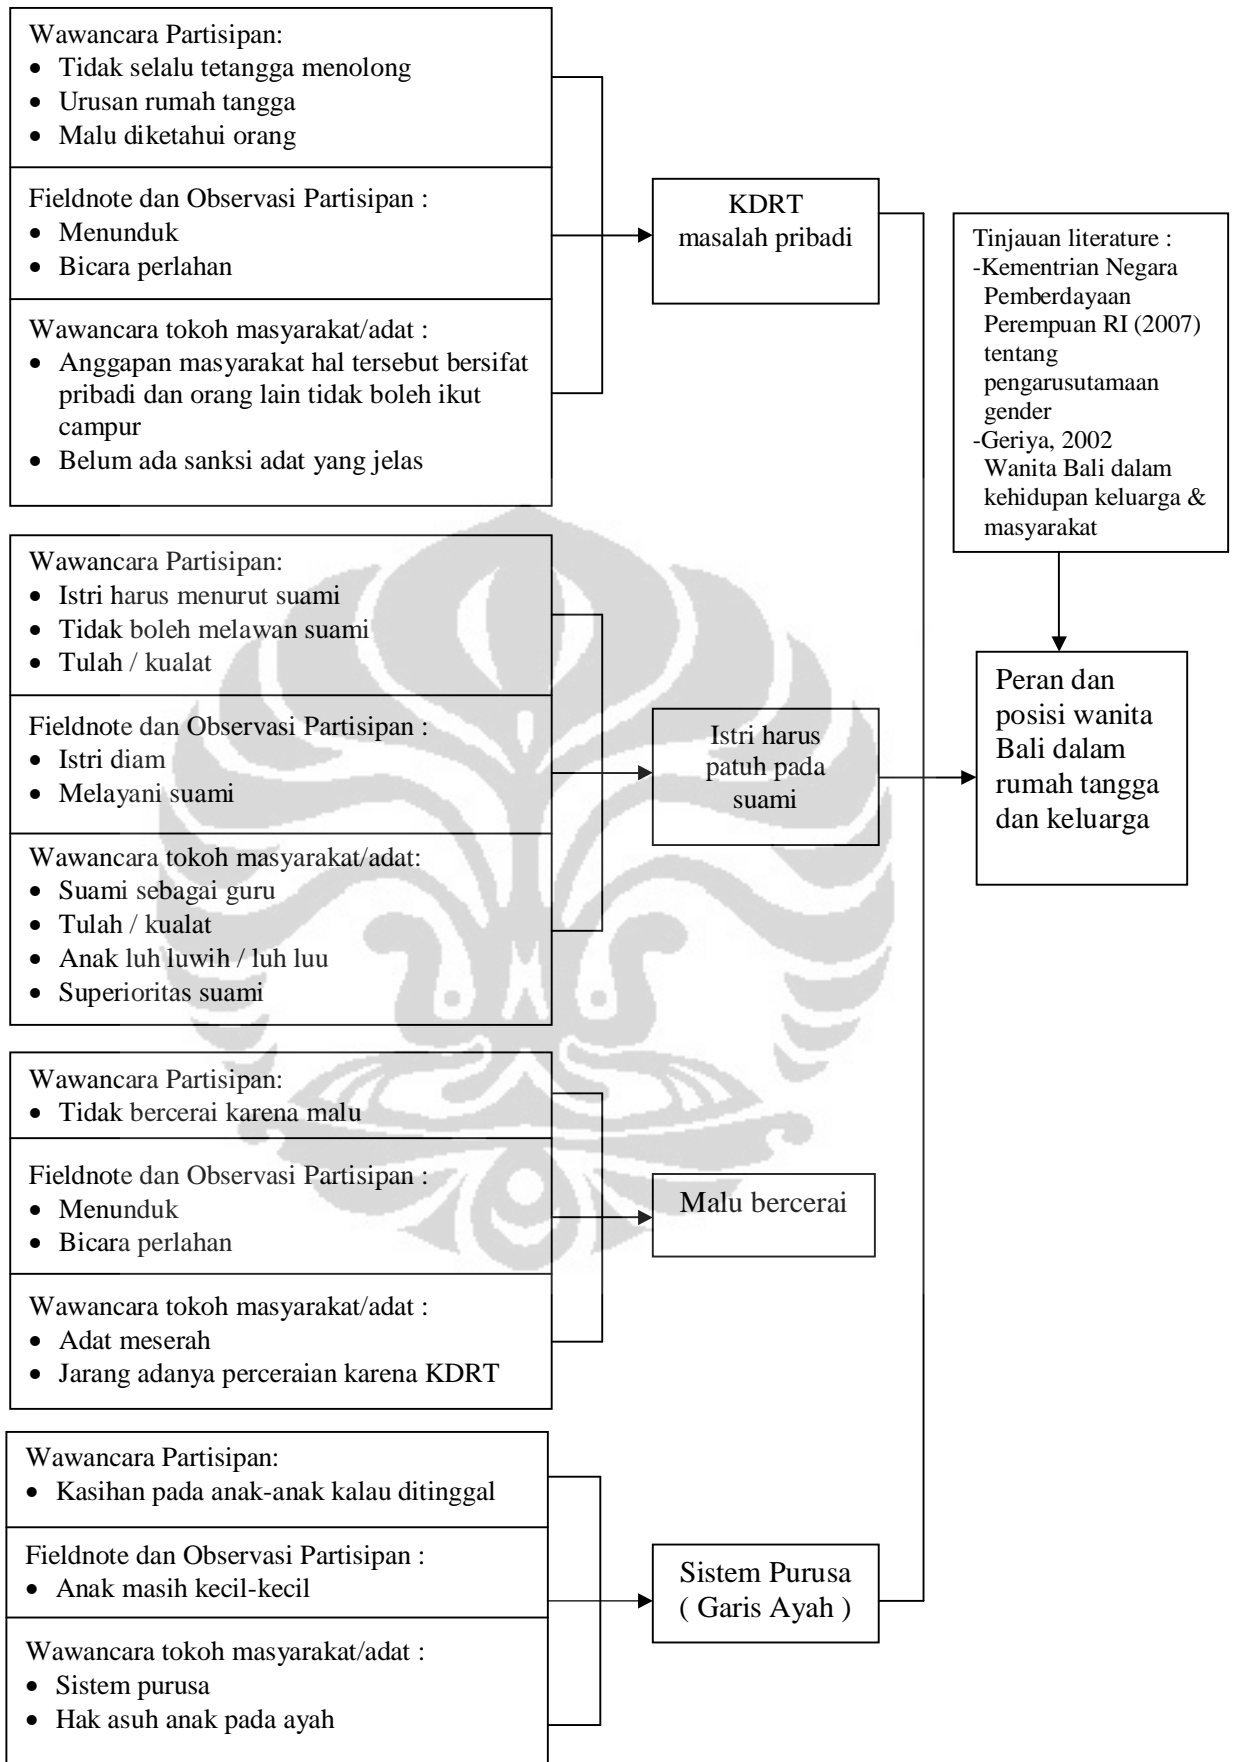 Wawancara Partisipan:
• Tidak selalu tetangga menolong
• Urusan rumah tangga
• Malu diketahui orang
Fieldnote dan Observasi Partisipan :
• Menunduk
• Bicara perlahan
Wawancara tokoh masyarakat/adat :
• Anggapan masyarakat hal tersebut bersifat
pribadi dan orang lain tidak boleh ikut
campur
• Belum ada sanksi adat yang jelas
KDRT
masalah pribadi
Tinjauan literature :
-Kementrian Negara
Pemberdayaan
Perempuan RI (2007)
tentang
pengarusutamaan
gender
-Geriya, 2002
Wanita Bali dalam
kehidupan keluarga &
masyarakat
Wawancara Partisipan:
• Istri harus menurut suami
• Tidak boleh melawan suami
• Tulah / kualat
Fieldnote dan Observasi Partisipan :
• Istri diam
• Melayani suami
Wawancara tokoh masyarakat/adat:
• Suami sebagai guru
• Tulah / kualat
• Anak luh luwih / luh luu
• Superioritas suami
Istri harus
patuh pada
suami
Peran dan
posisi wanita
Bali dalam
rumah tangga
dan keluarga
Wawancara Partisipan:
• Tidak bercerai karena malu
Fieldnote dan Observasi Partisipan :
• Menunduk
• Bicara perlahan
Wawancara tokoh masyarakat/adat :
• Adat meserah
• Jarang adanya perceraian karena KDRT
Malu bercerai
Wawancara Partisipan:
• Kasihan pada anak-anak kalau ditinggal
Fieldnote dan Observasi Partisipan :
• Anak masih kecil-kecil
Wawancara tokoh masyarakat/adat :
• Sistem purusa
• Hak asuh anak pada ayah
Sistem Purusa
( Garis Ayah )